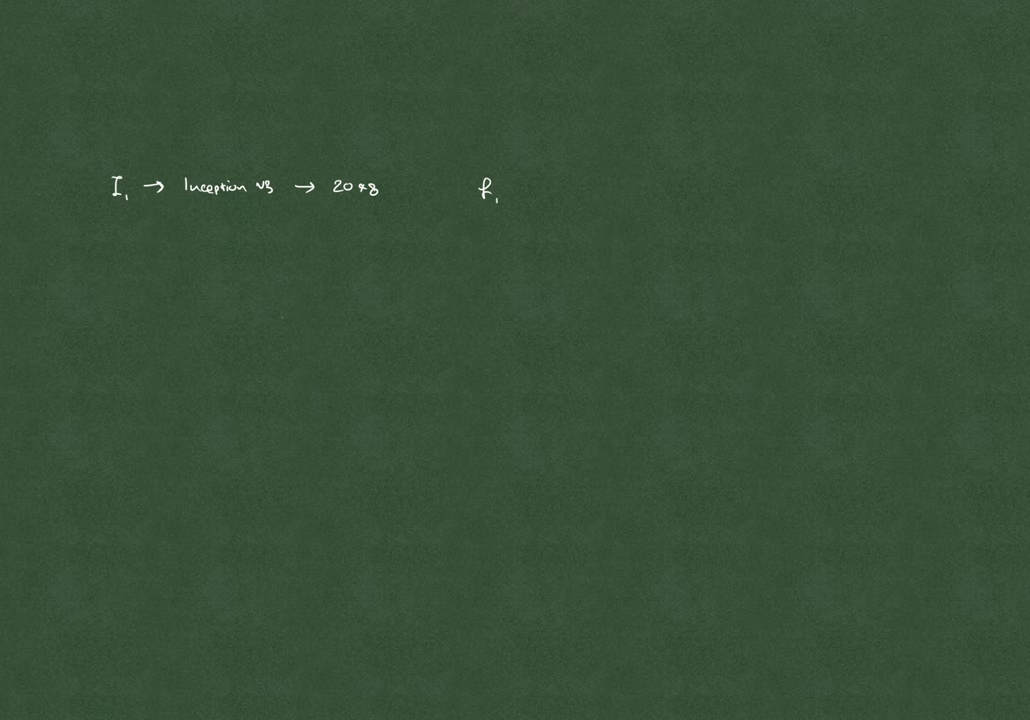 I₁ → Inception v3 → 2048 f₁